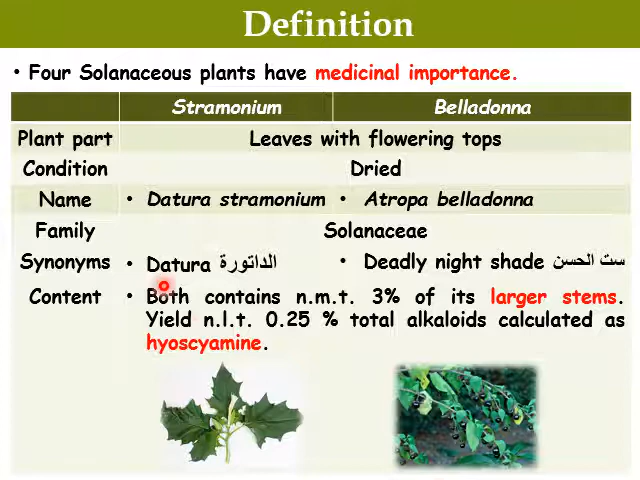 Definition
• Four Solanaceous plants have medicinal importance.
Stramonium Belladonna
Plant part Leaves with flowering tops
Condition Dried
Name • Datura stramonium • Atropa belladonna
Family Solanaceae
Synonyms • Datura الداتورة • Deadly night shade ست الحسن
Content • Both contains n.m.t. 3% of its larger stems.
Yield n.l.t. 0.25 % total alkaloids calculated as
hyoscyamine.